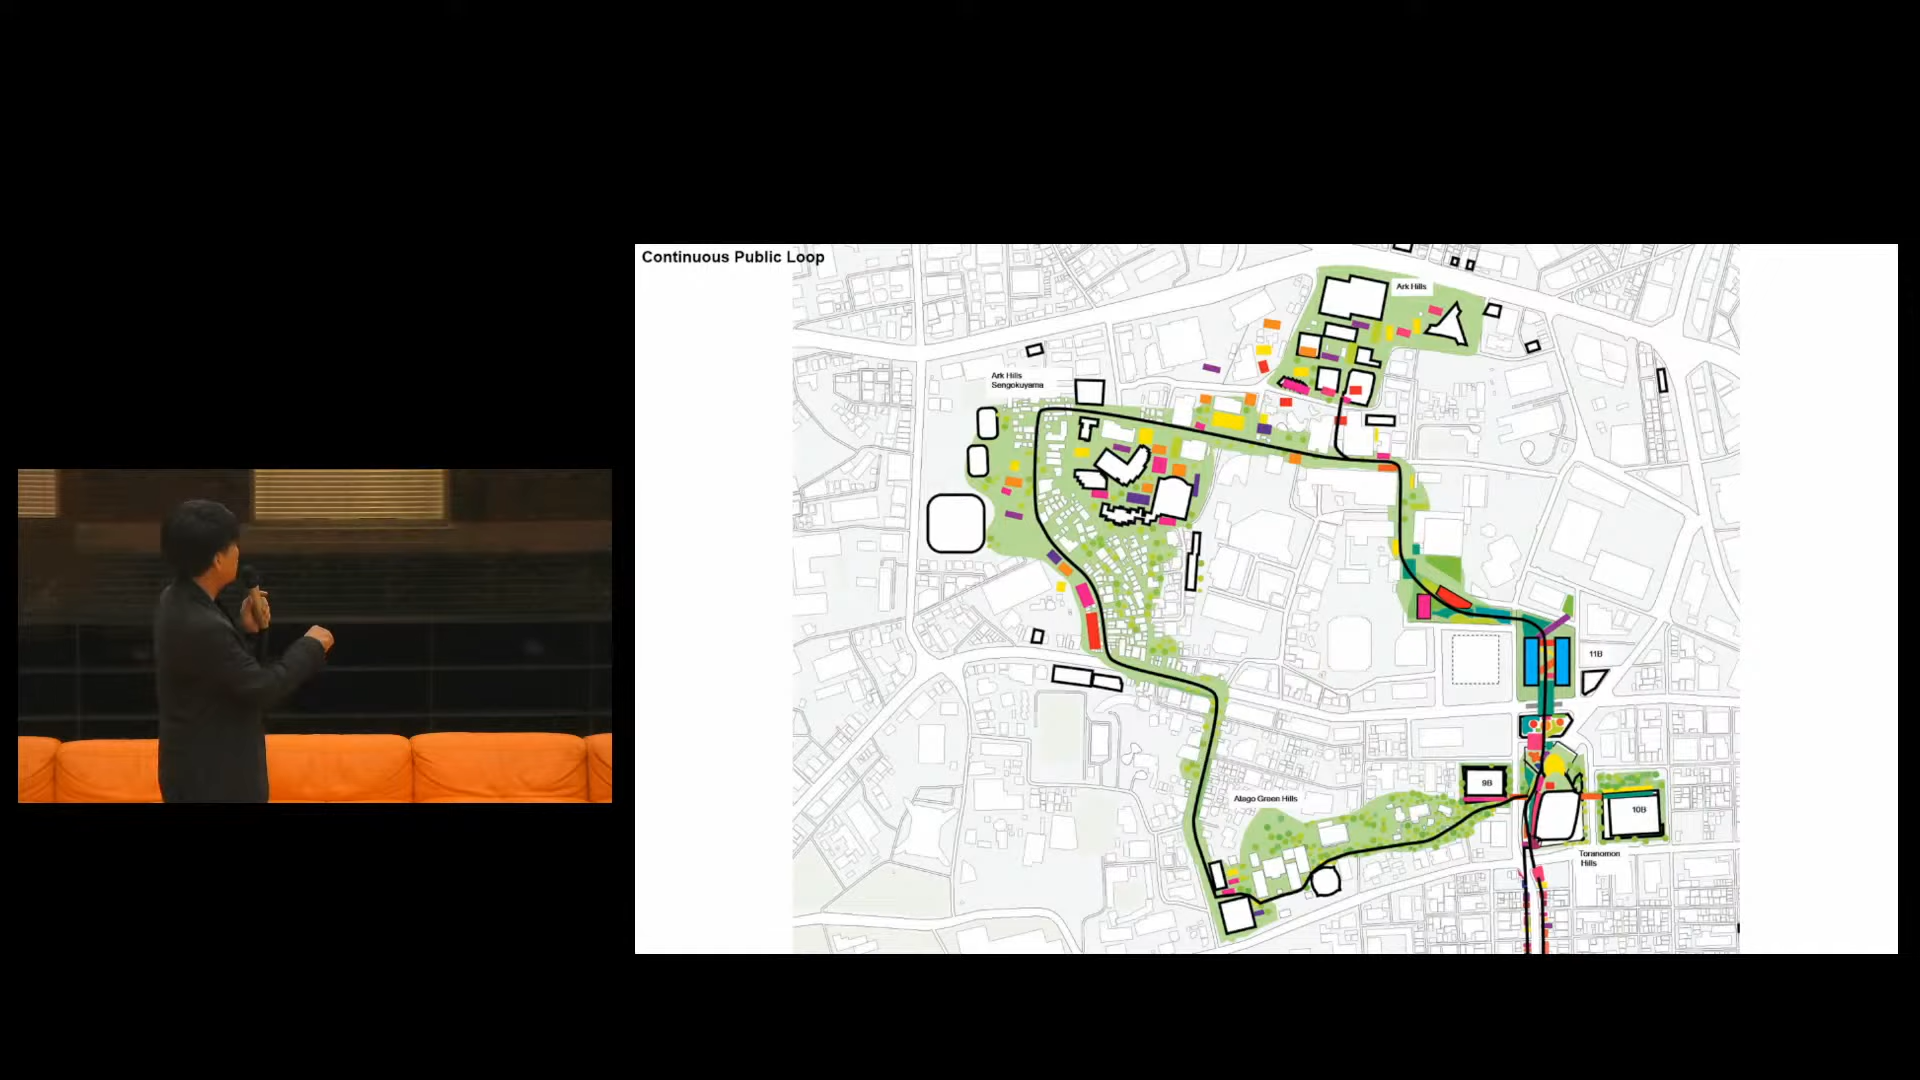 Continuous Public Loop
Ark Hills
Ark Hills
Sengokuyama
11B
9B
Atago Green Hills
10B
Toranomon
Hills